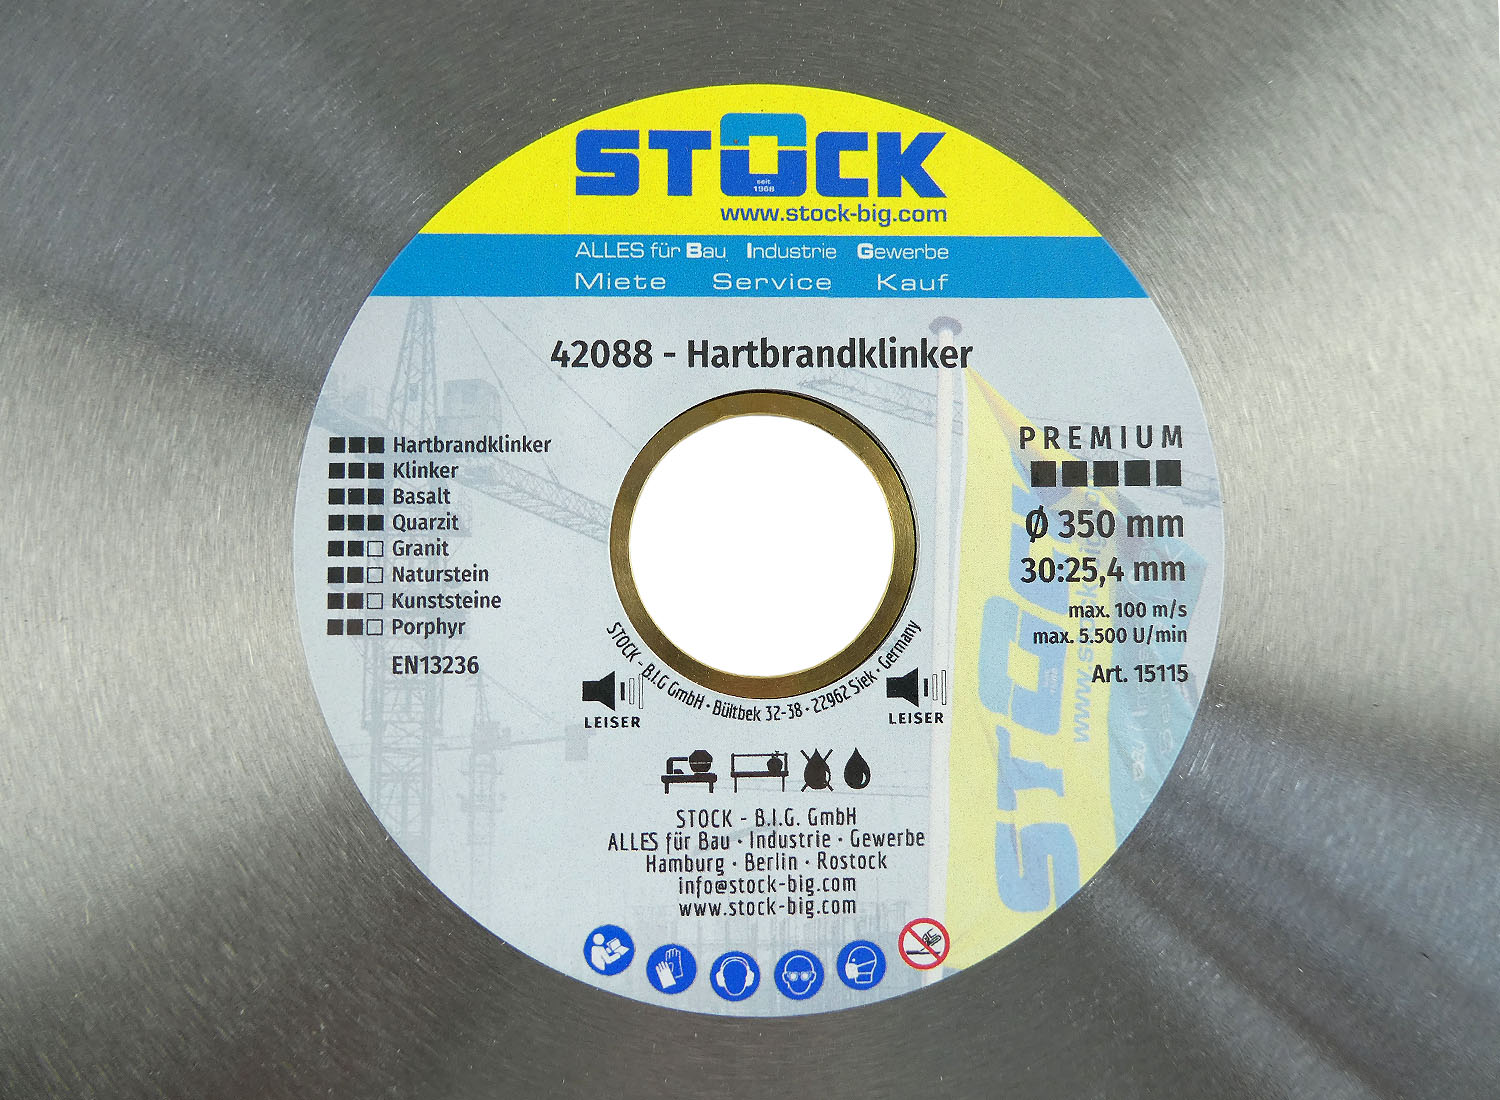 STOCK
seit
1968
www.stock-big.com
ALLES für Bau Industrie Gewerbe
Miete Service Kauf
42088 - Hartbrandklinker
Hartbrandklinker
Klinker
Basalt
Quarzit
Granit
Naturstein
Kunststeine
Porphyr
EN13236
PREMIUM
Ø 350 mm
30:25,4 mm
max. 100 m/s
max. 5.500 U/min
Art. 15115
STOCK - B.I.G GmbH · Bültbek 32-38 · 22962 Siek · Germany
LEISER
LEISER
STOCK - B.I.G. GmbH
ALLES für Bau · Industrie · Gewerbe
Hamburg · Berlin · Rostock
info@stock-big.com
www.stock-big.com
STOCK